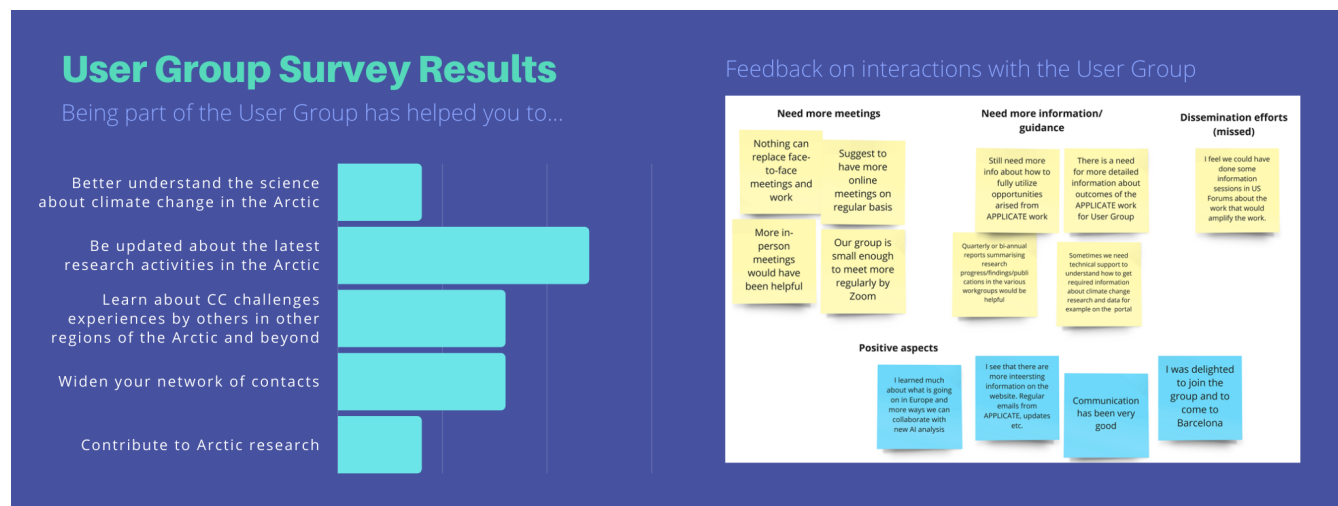 User Group Survey Results
Being part of the User Group has helped you to...
Better understand the science
about climate change in the Arctic
Be updated about the latest
research activities in the Arctic
Learn about CC challenges
experiences by others in other
regions of the Arctic and beyond
Widen your network of contacts
Contribute to Arctic research
Feedback on interactions with the User Group
Need more meetings
Nothing can
replace face-
to-face
meetings and
work
Suggest to
have more
online
meetings on
regular basis
More in-
person
meetings
would have
been helpful
Our group is
small enough
to meet more
regularly by
Zoom
Need more information/
guidance
Still need more
info about how to
fully utilize
opportunities
arised from
APPLICATE work
There is a need
for more detailed
information about
outcomes of the
APPLICATE work
for User Group
Quarterly or bi-annual
reports summarising
research
progress/findings/publi
cations in the various
workgroups would be
helpful
Sometimes we need
technical support to
understand how to get
required information
about climate change
research and data for
example on the portal
Dissemination efforts
(missed)
I feel we could have
done some
information
sessions in US
Forums about the
work that would
amplify the work.
Positive aspects
I learned much
about what is going
on in Europe and
more ways we can
collaborate with
new AI analysis
I see that there are
more inteersting
information on the
website. Regular
emails from
APPLICATE, updates
etc.
Communication
has been very
good
I was delighted
to join the
group and to
come to
Barcelona